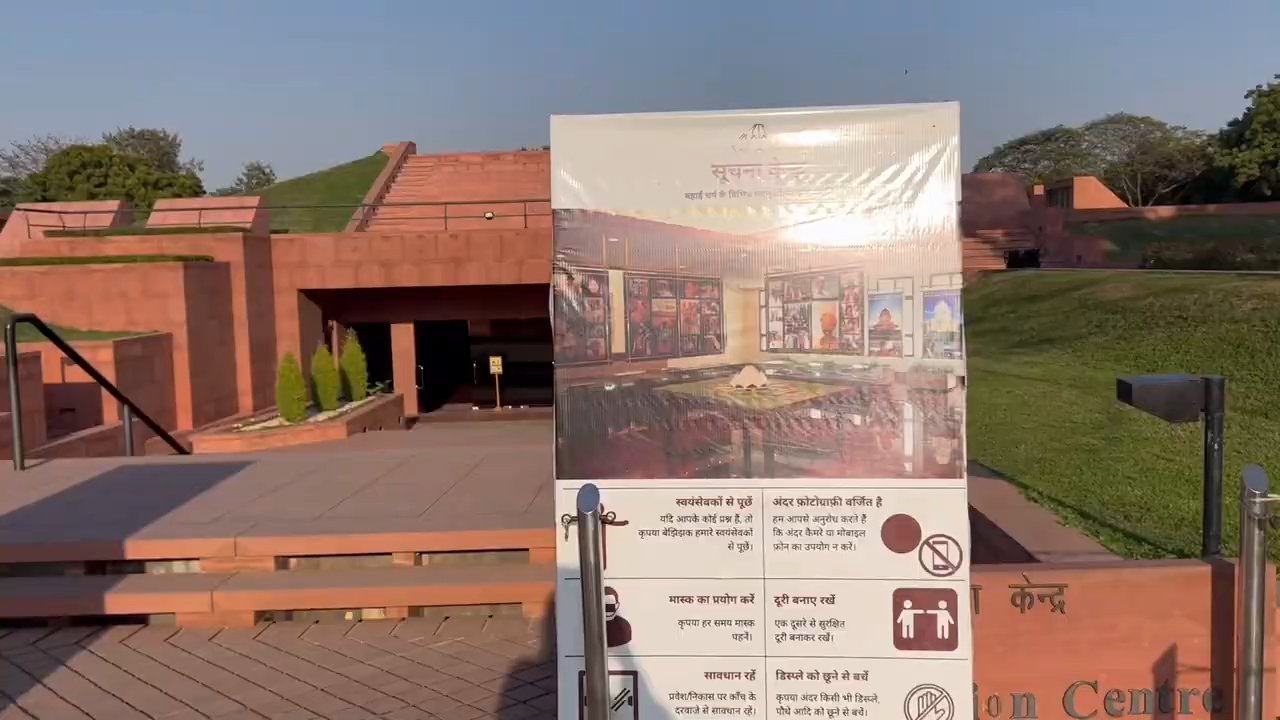 सूचना केन्द्र
बहाई धर्म के
स्वयंसेवकों से पूछें
यदि आपके कोई प्रश्न हैं, तो
कृपया बेझिझक हमारे स्वयंसेवकों
से पूछें।
अंदर फ़ोटोग्राफ़ी वर्जित है
हम आपसे अनुरोध करते हैं
कि अंदर कैमरे या मोबाइल
फ़ोन का उपयोग न करें।
मास्क का प्रयोग करें
कृपया हर समय मास्क
पहनें।
दूरी बनाए रखें
एक दूसरे से सुरक्षित
दूरी बनाकर रखें।
सावधान रहें
प्रवेश/निकास पर काँच के
दरवाजे से सावधान रहें।
डिस्प्ले को छूने से बचें
कृपया अंदर किसी भी डिस्प्ले,
पौधे आदि को छूने से बचें।
केन्द्र
ion Centre